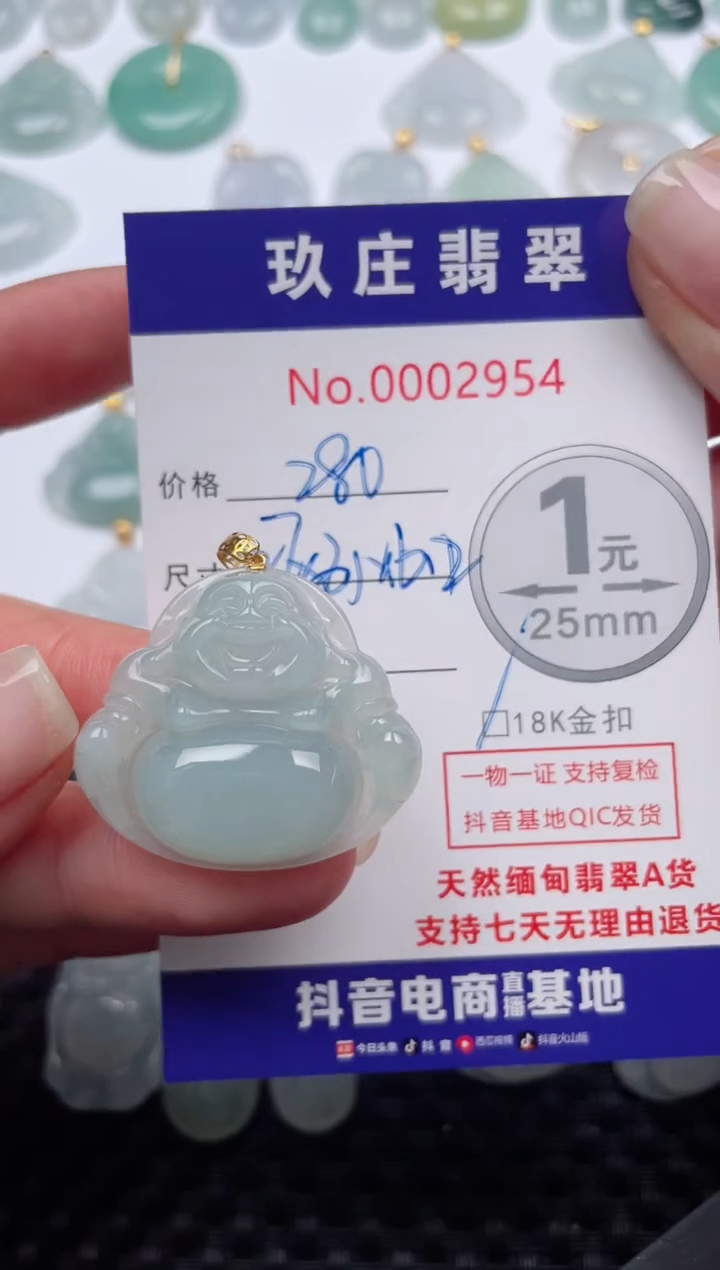 玖庄翡翠
No.0002954
价格 280
尺寸
1元
25mm
□18K金扣
一物一证 支持复检
抖音基地QIC发货
天然缅甸翡翠A货
支持七天无理由退货
抖音电商直播基地
今日头条 抖音 西瓜视频 抖音火山版